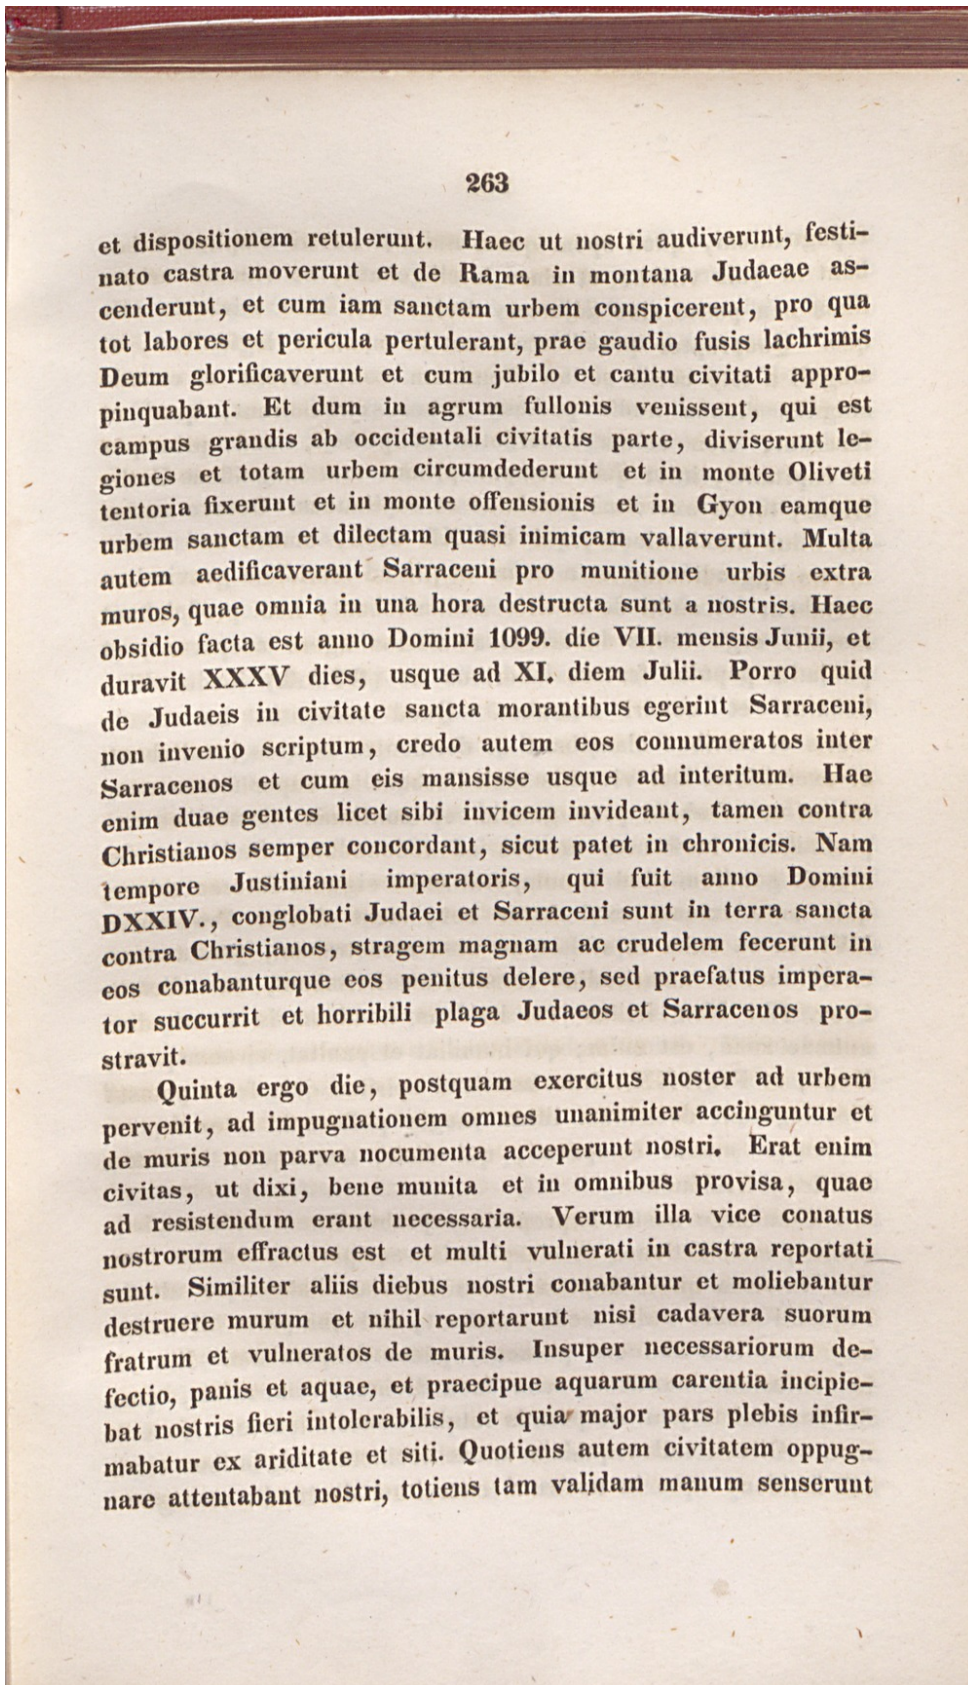 263
et dispositionem retulerunt. Haec ut nostri audiverunt, festi-
nato castra moverunt et de Rama in montana Judaeae as-
cenderunt, et cum iam sanctam urbem conspicerent, pro qua
tot labores et pericula pertulerant, prae gaudio fusis lachrimis
Deum glorificaverunt et cum jubilo et cantu civitati appro-
pinquabant. Et dum in agrum fullonis venissent, qui est
campus grandis ab occidentali civitatis parte, diviserunt le-
giones et totam urbem circumdederunt et in monte Oliveti
tentoria fixerunt et in monte offensionis et in Gyon eamque
urbem sanctam et dilectam quasi inimicam vallaverunt. Multa
autem aedificaverant Sarraceni pro munitione urbis extra
muros, quae omnia in una hora destructa sunt a nostris. Haec
obsidio facta est anno Domini 1099. die VII. mensis Junii, et
duravit XXXV dies, usque ad XI. diem Julii. Porro quid
de Judaeis in civitate sancta morantibus egerint Sarraceni,
non invenio scriptum, credo autem eos connumeratos inter
Sarracenos et cum eis mansisse usque ad interitum. Hae
enim duae gentes licet sibi invicem invideant, tamen contra
Christianos semper concordant, sicut patet in chronicis. Nam
tempore Justiniani imperatoris, qui fuit anno Domini
DXXIV., conglobati Judaei et Sarraceni sunt in terra sancta
contra Christianos, stragem magnam ac crudelem fecerunt in
eos conabanturque eos penitus delere, sed praefatus impera-
tor succurrit et horribili plaga Judaeos et Sarracenos pro-
stravit.
Quinta ergo die, postquam exercitus noster ad urbem
pervenit, ad impugnationem omnes unanimiter accinguntur et
de muris non parva nocumenta acceperunt nostri. Erat enim
civitas, ut dixi, bene munita et in omnibus provisa, quae
ad resistendum erant necessaria. Verum illa vice conatus
nostrorum effractus est et multi vulnerati in castra reportati
sunt. Similiter aliis diebus nostri conabantur et moliebantur
destruere murum et nihil reportarunt nisi cadavera suorum
fratrum et vulneratos de muris. Insuper necessariorum de-
fectio, panis et aquae, et praecipue aquarum carentia incipie-
bat nostris fieri intolerabilis, et quia major pars plebis infir-
mabatur ex ariditate et siti. Quotiens autem civitatem oppug-
nare attentabant nostri, totiens tam validam manum senserunt